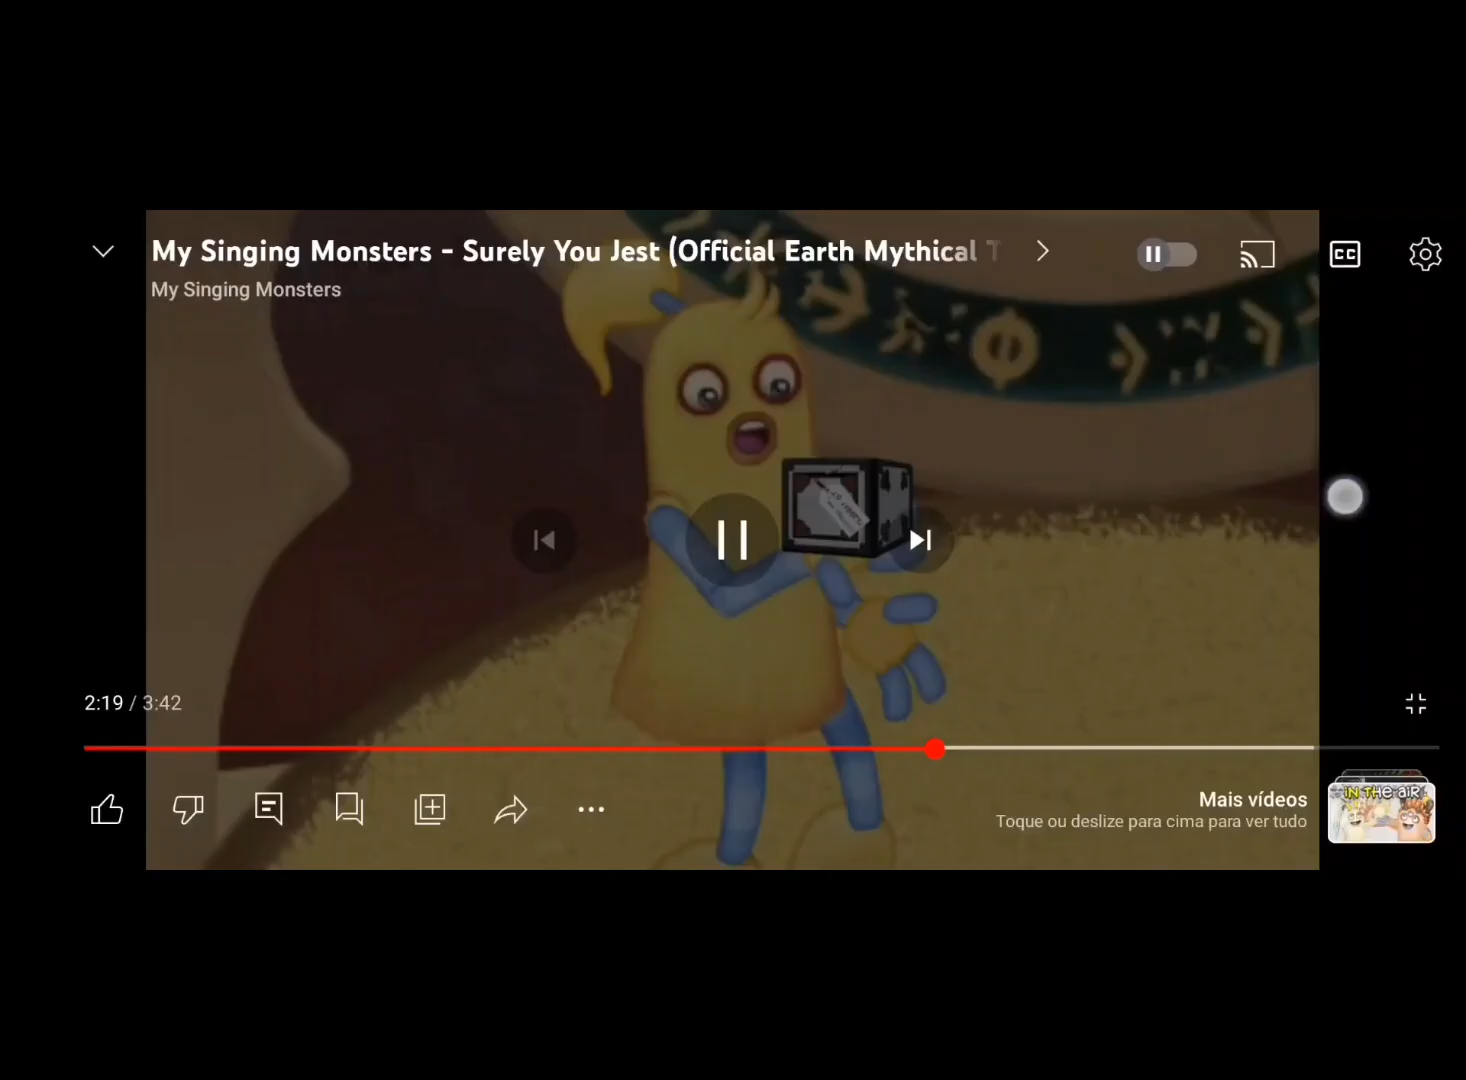 My Singing Monsters - Surely You Jest (Official Earth Mythical T
My Singing Monsters
CC
2:19 / 3:42
Mais vídeos
Toque ou deslize para cima para ver tudo
IN THE AIR